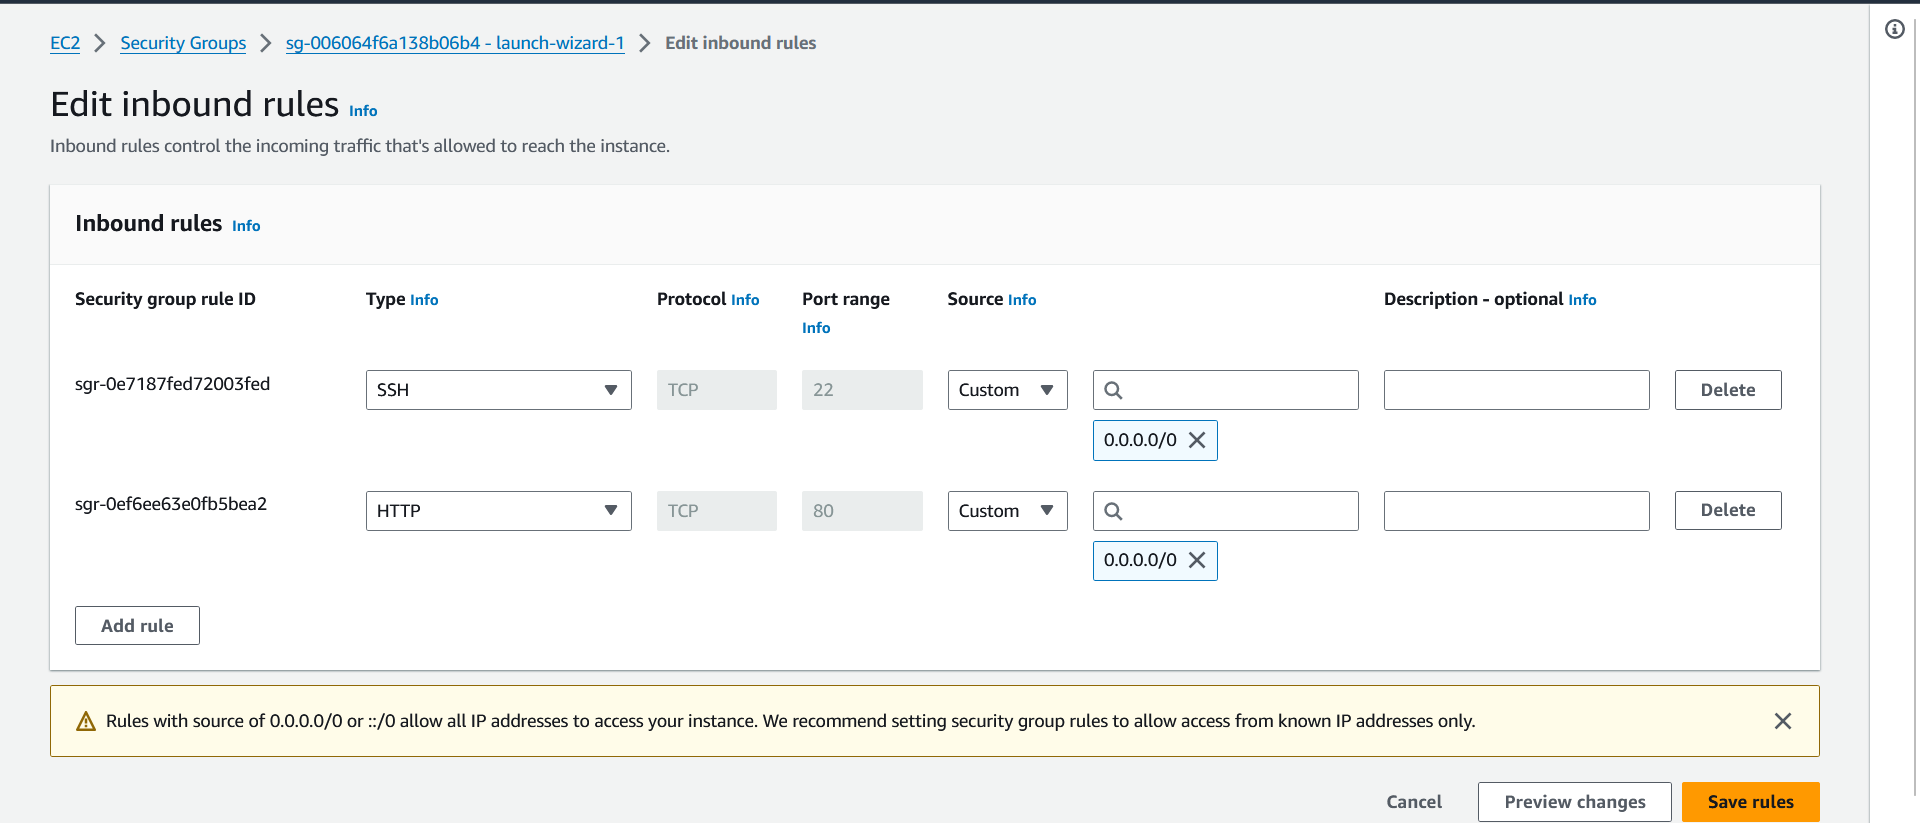 EC2 > Security Groups > sg-006064f6a138b06b4 - launch-wizard-1 > Edit inbound rules
Edit inbound rules Info
Inbound rules control the incoming traffic that's allowed to reach the instance.
Inbound rules Info
Security group rule ID Type Info Protocol Info Port range Info Source Info Description - optional Info
sgr-0e7187fed72003fed SSH TCP 22 Custom Delete
0.0.0.0/0
sgr-0ef6ee63e0fb5bea2 HTTP TCP 80 Custom Delete
0.0.0.0/0
Add rule
Rules with source of 0.0.0.0/0 or ::/0 allow all IP addresses to access your instance. We recommend setting security group rules to allow access from known IP addresses only.
Cancel Preview changes Save rules